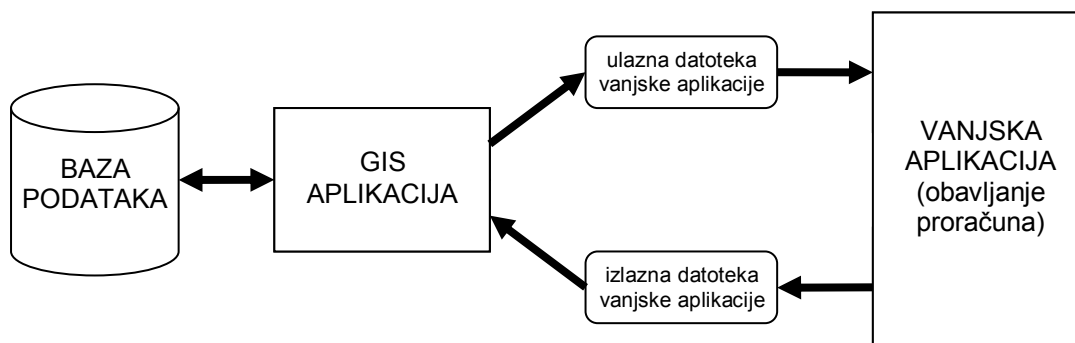 BAZA
PODATAKA
GIS
APLIKACIJA
ulazna datoteka
vanjske aplikacije
izlazna datoteka
vanjske aplikacije
VANJSKA
APLIKACIJA
(obavljanje
proračuna)